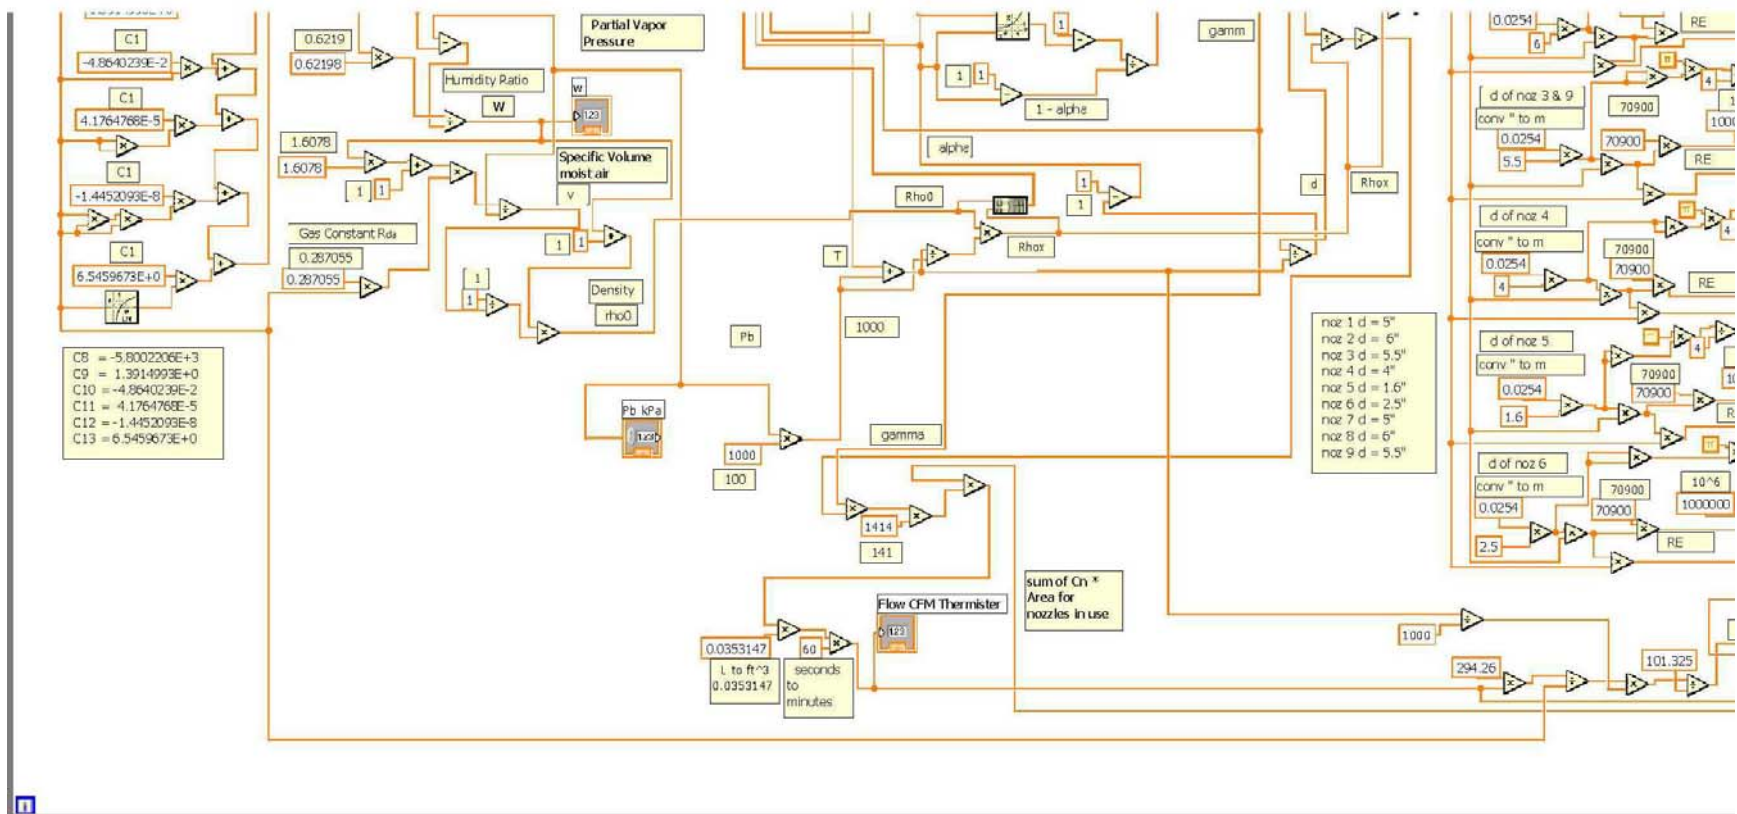 C1
-4.8640239E-2
C1
4.1764768E-5
C1
-1.4452093E-8
C1
6.5459673E+0
C8 = -5.8002206E+3
C9 = 1.3914993E+0
C10 = -4.8640239E-2
C11 = 4.1764768E-5
C12 = -1.4452093E-8
C13 = 6.5459673E+0
0.6219
0.62198
Humidity Ratio
W
W
123
1.6078
1.6078
1
1
Gas Constant Rda
0.287055
0.287055
Partial Vapor
Pressure
Specific Volume
moist air
v
1
1
1
1
Density
rho0
Pb
Pb kPa
123
1000
100
T
1000
Rho0
Rhox
gamma
1414
141
0.0353147
L to ft^3
0.0353147
60
seconds
to
minutes
Flow CFM Thermister
123
sum of Cn *
Area for
nozzles in use
1
1
1
1 - alpha
alpha
1
1
gamm
d
Rhox
noz 1 d = 5"
noz 2 d = 6"
noz 3 d = 5.5"
noz 4 d = 4"
noz 5 d = 1.6"
noz 6 d = 2.5"
noz 7 d = 5"
noz 8 d = 6"
noz 9 d = 5.5"
1000
294.26
101.325
0.0254
6
RE
π
4
d of noz 3 & 9
conv " to m
0.0254
5.5
70900
70900
RE
d of noz 4
conv " to m
0.0254
4
π
4
70900
70900
RE
d of noz 5
conv " to m
0.0254
1.6
4
70900
70900
d of noz 6
conv " to m
0.0254
2.5
π
70900
70900
10^6
1000000
RE
i